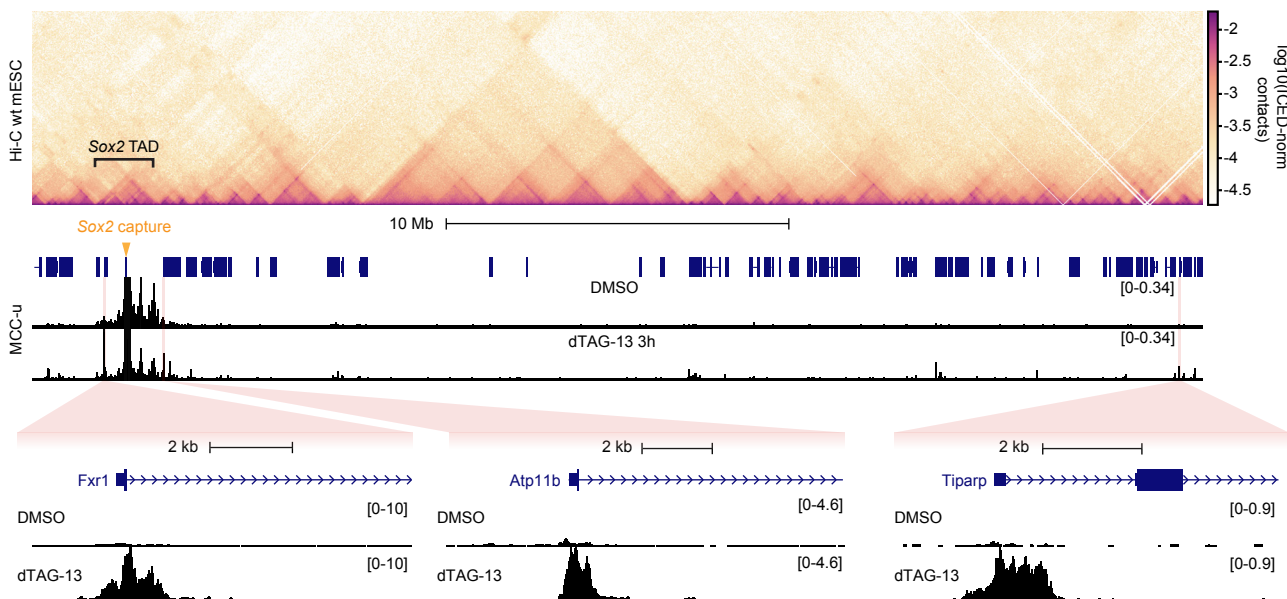 Hi-C wt mESC
Sox2 TAD
-2
-2.5
-3
-3.5
-4
-4.5
log10(ICED-norm
contacts)
10 Mb
Sox2 capture
MCC-u
DMSO
[0-0.34]
dTAG-13 3h
[0-0.34]
2 kb
2 kb
2 kb
Fxr1
Atp11b
Tiparp
[0-10]
[0-4.6]
[0-0.9]
DMSO
DMSO
DMSO
[0-10]
[0-4.6]
[0-0.9]
dTAG-13
dTAG-13
dTAG-13